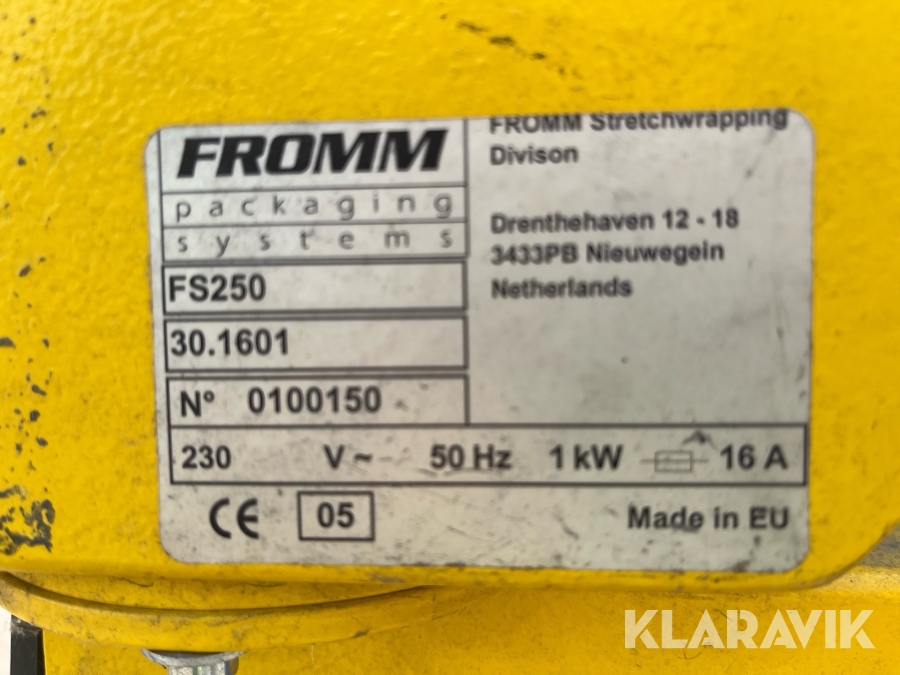 FROMM
packaging
systems
FS250
30.1601
N° 0100150
FROMM Stretchwrapping
Divison
Drenthehaven 12 - 18
3433PB Nieuwegein
Netherlands
230 V ~ 50 Hz 1 kW 16 A
CE 05 Made in EU
KLARAVIK